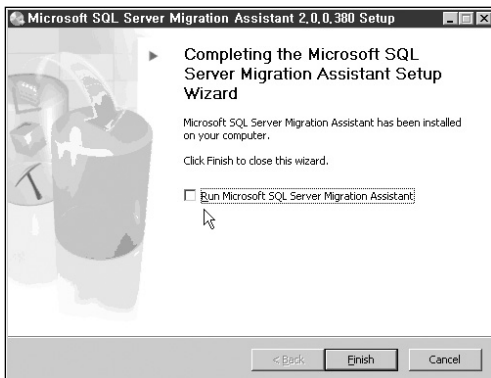 Microsoft SQL Server Migration Assistant 2,0,0,380 Setup
Completing the Microsoft SQL
Server Migration Assistant Setup
Wizard
Microsoft SQL Server Migration Assistant has been installed
on your computer.
Click Finish to close this wizard.
Run Microsoft SQL Server Migration Assistant
< Back
Finish
Cancel